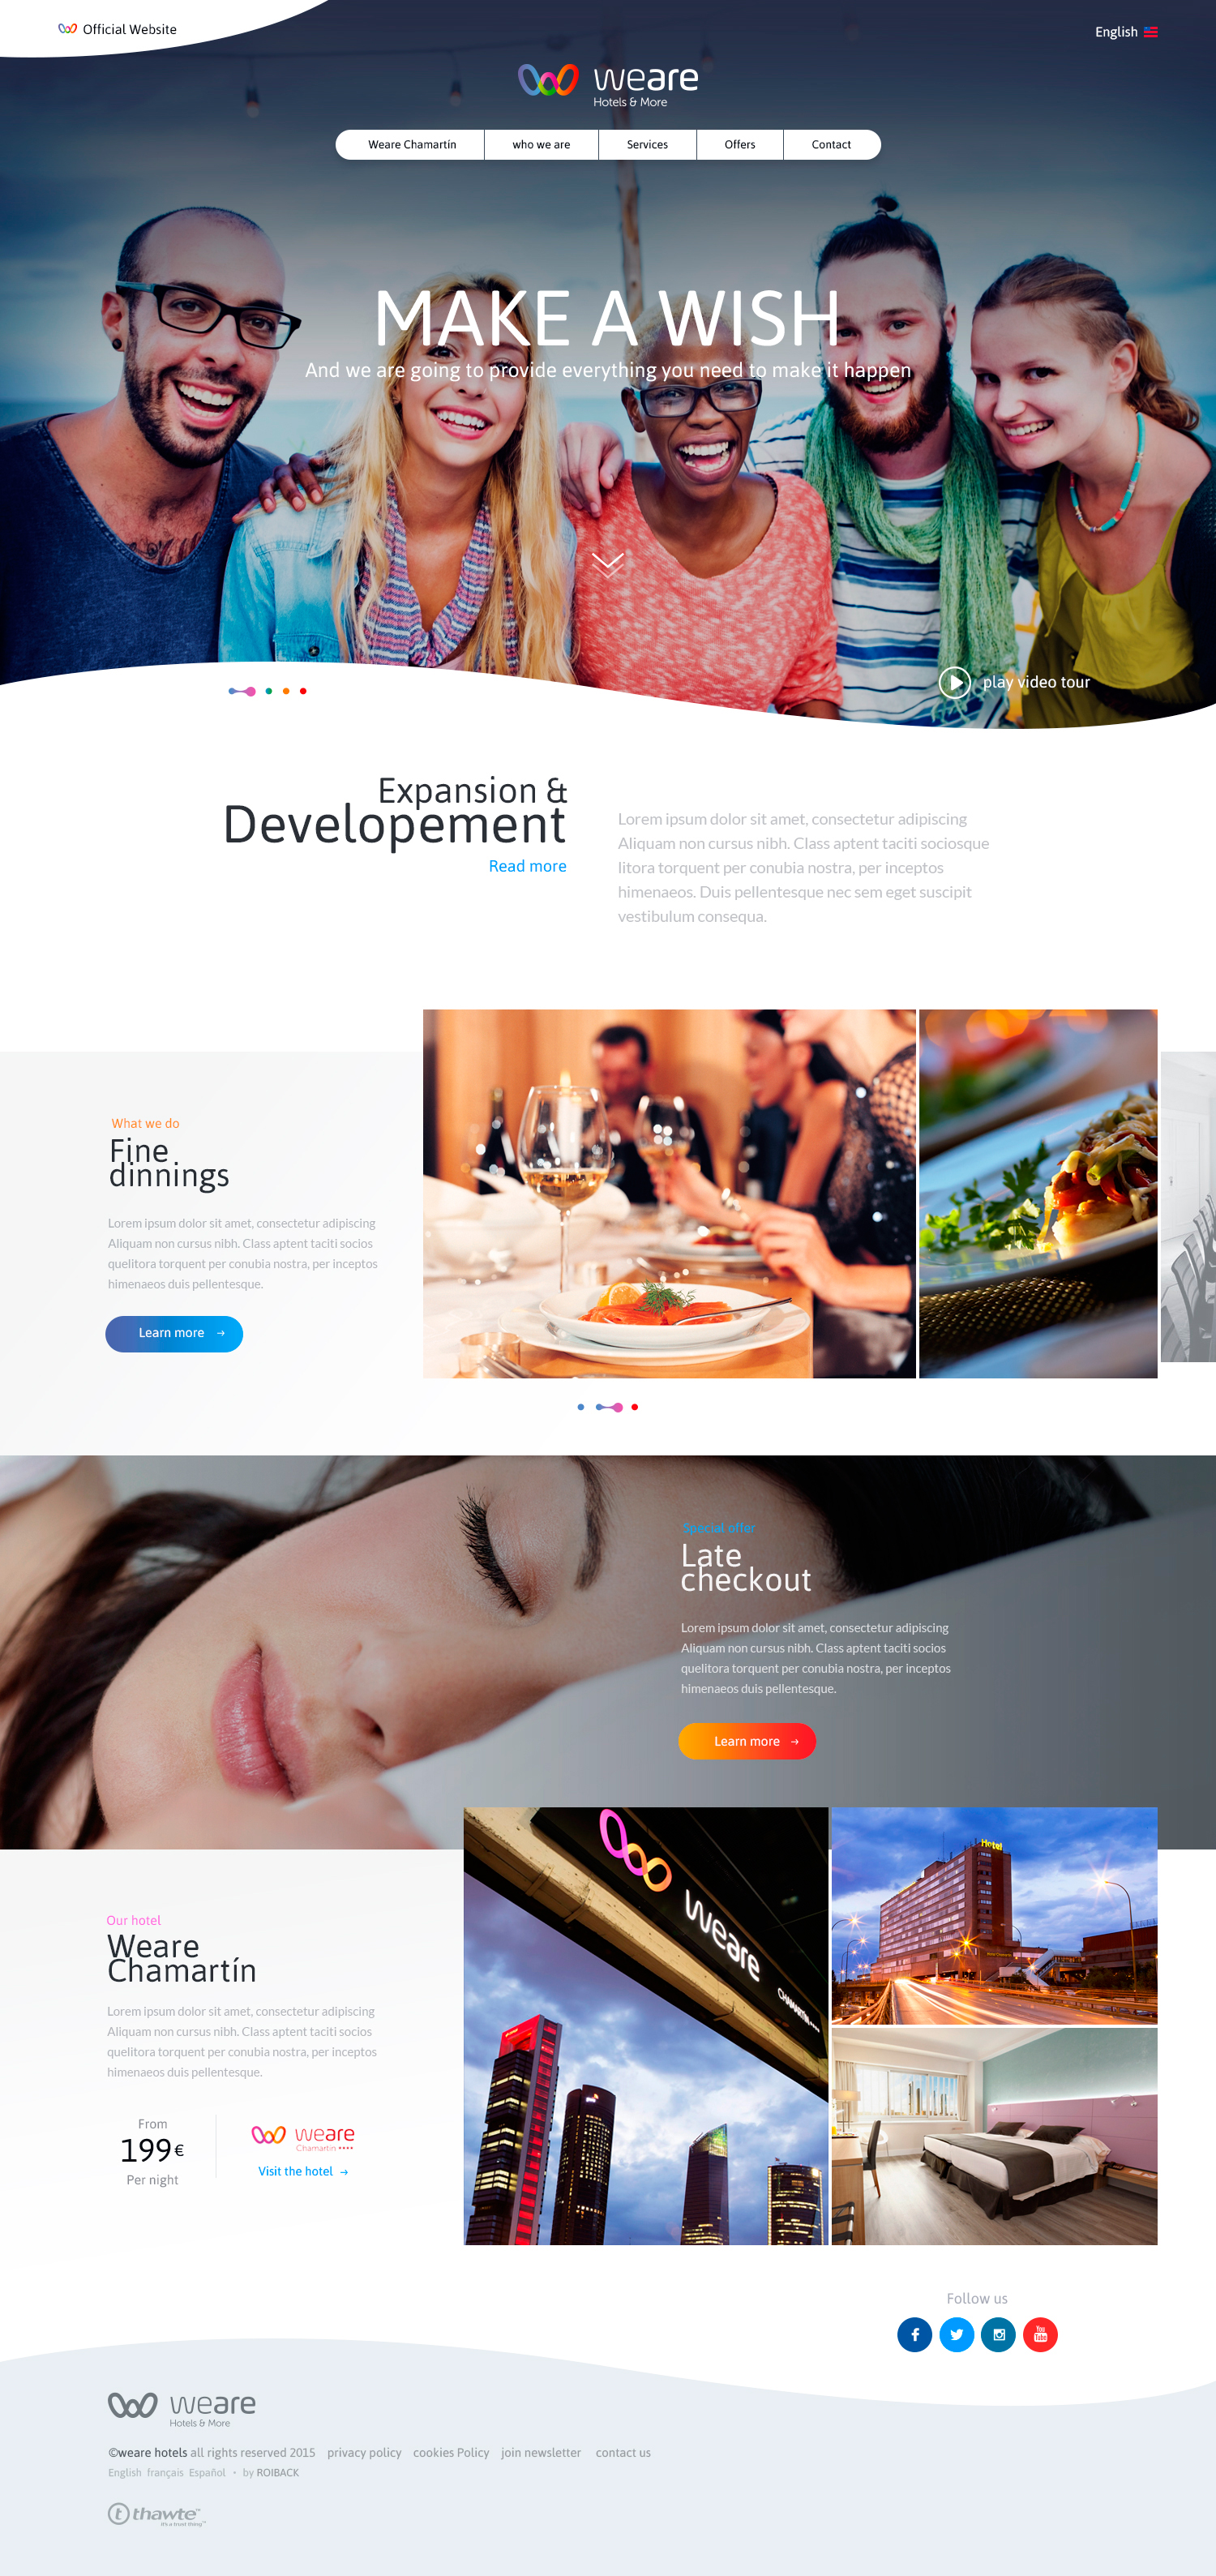 Official Website
English
weare
Hotels & More
Weare Chamartín
who we are
Services
Offers
Contact
MAKE A WISH
And we are going to provide everything you need to make it happen
play video tour
Expansion &
Developement
Read more
Lorem ipsum dolor sit amet, consectetur adipiscing
Aliquam non cursus nibh. Class aptent taciti sociosque
litora torquent per conubia nostra, per inceptos
himenaeos. Duis pellentesque nec sem eget suscipit
vestibulum consequa.
What we do
Fine
dinnings
Lorem ipsum dolor sit amet, consectetur adipiscing
Aliquam non cursus nibh. Class aptent taciti socios
quelitora torquent per conubia nostra, per inceptos
himenaeos duis pellentesque.
Learn more →
Special offer
Late
checkout
Lorem ipsum dolor sit amet, consectetur adipiscing
Aliquam non cursus nibh. Class aptent taciti socios
quelitora torquent per conubia nostra, per inceptos
himenaeos duis pellentesque.
Learn more →
Our hotel
Weare
Chamartín
Lorem ipsum dolor sit amet, consectetur adipiscing
Aliquam non cursus nibh. Class aptent taciti socios
quelitora torquent per conubia nostra, per inceptos
himenaeos duis pellentesque.
From
199€
Per night
weare
Chamartín ••••
Visit the hotel →
weare
CHAMARTÍN
Hotel
pwc
Follow us
You
Tube
weare
Hotels & More
©weare hotels all rights reserved 2015 privacy policy cookies Policy join newsletter contact us
English français Español • by ROIBACK
thawte™
it's a trust thing™